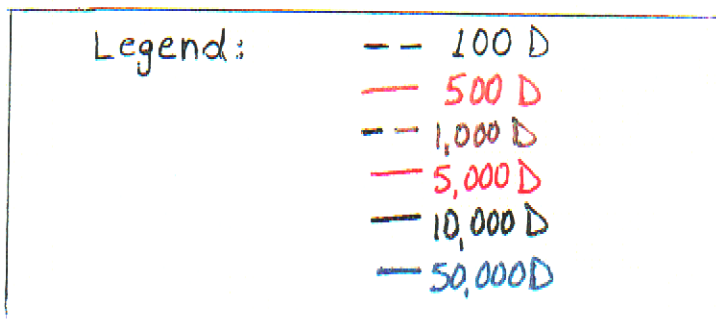 Legend: -- 100 D
— 500 D
-- 1,000 D
— 5,000 D
— 10,000 D
— 50,000 D